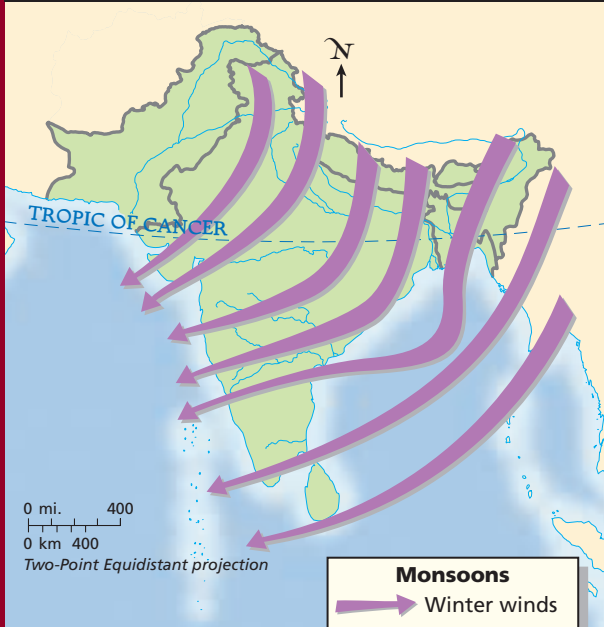 N
TROPIC OF CANCER
0 mi. 400
0 km 400
Two-Point Equidistant projection
Monsoons
Winter winds